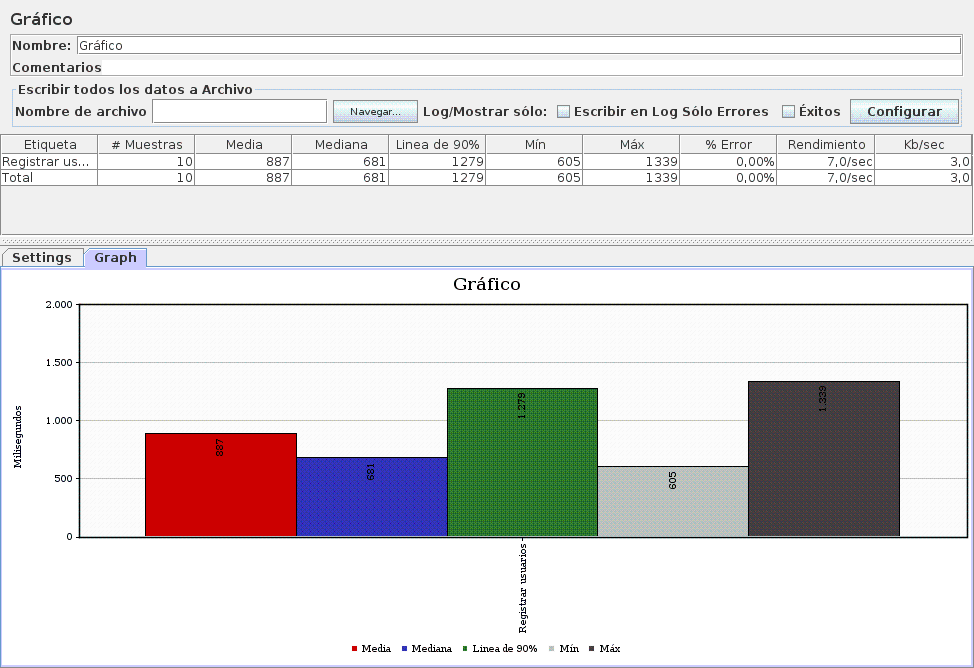 Gráfico
Nombre: Gráfico
Comentarios
Escribir todos los datos a Archivo
Nombre de archivo Navegar... Log/Mostrar sólo: Escribir en Log Sólo Errores Éxitos Configurar
Etiqueta # Muestras Media Mediana Linea de 90% Mín Máx % Error Rendimiento Kb/sec
Registrar us... 10 887 681 1279 605 1339 0,00% 7,0/sec 3,0
Total 10 887 681 1279 605 1339 0,00% 7,0/sec 3,0
Settings Graph
Gráfico
2.000
1.500
1.000
500
0
Milisegundos
887
681
1.279
605
1.339
Registrar usuarios
Media Mediana Linea de 90% Mín Máx